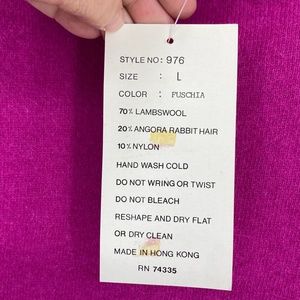 STYLE NO: 976
SIZE : L
COLOR : FUSCHIA
70% LAMBSWOOL
20% ANGORA RABBIT HAIR
10% NYLON
HAND WASH COLD
DO NOT WRING OR TWIST
DO NOT BLEACH
RESHAPE AND DRY FLAT
OR DRY CLEAN
MADE IN HONG KONG
RN 74335